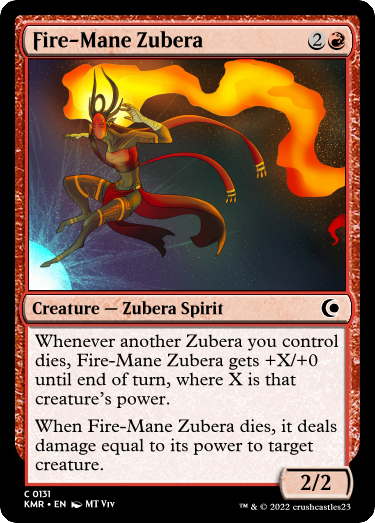 Fire-Mane Zubera 2
Creature — Zubera Spirit
Whenever another Zubera you control
dies, Fire-Mane Zubera gets +X/+0
until end of turn, where X is that
creature's power.
When Fire-Mane Zubera dies, it deals
damage equal to its power to target
creature.
2/2
C 0131
KMR • EN MT Viv
™ & © 2022 crushcastles23